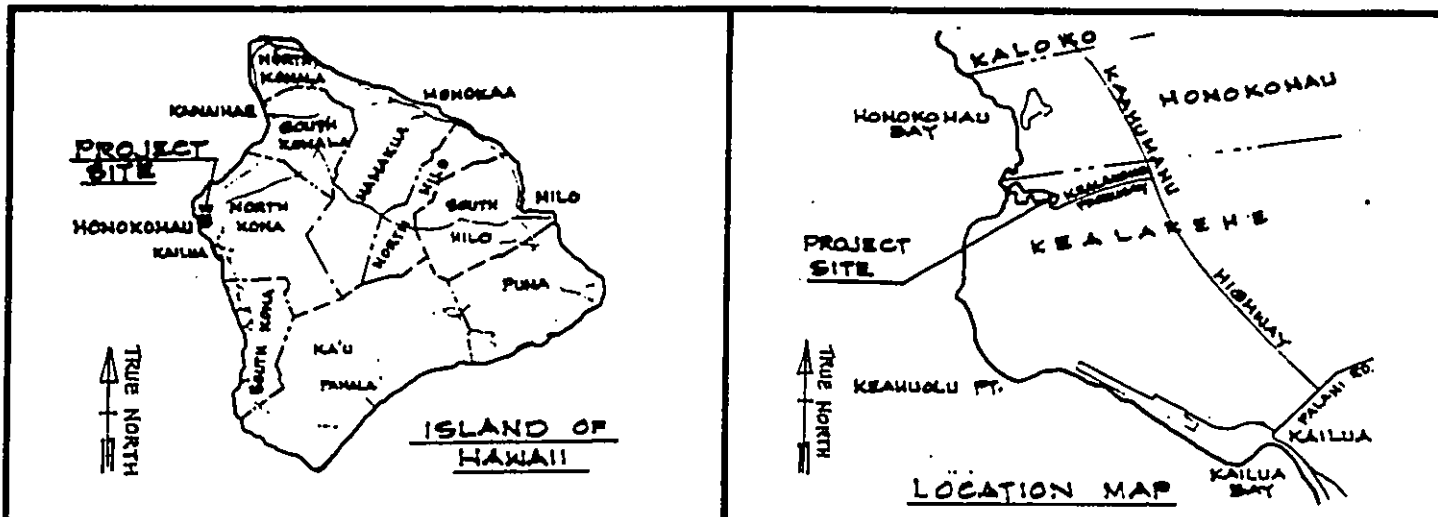 NORTH
KOHALA
HONOKAA
KAWAIHAE
SOUTH
KOHALA
HAMAKUA
PROJECT
SITE
NORTH
HILO
SOUTH
HILO
HILO
NORTH
KONA
HONOKOHAU
KAILUA
PUNA
SOUTH KONA
KA'U
PAHALA
TRUE NORTH
ISLAND OF
HAWAII
KALOKO
KAAHUMANU
HIGHWAY
HONOKOHAU
HONOKOHAU
BAY
KEALAKEHE
PARKWAY
KEALAKEHE
PROJECT
SITE
TRUE NORTH
KEAHUOLU PT.
PALANI RD.
KAILUA
KAILUA
BAY
LOCATION MAP